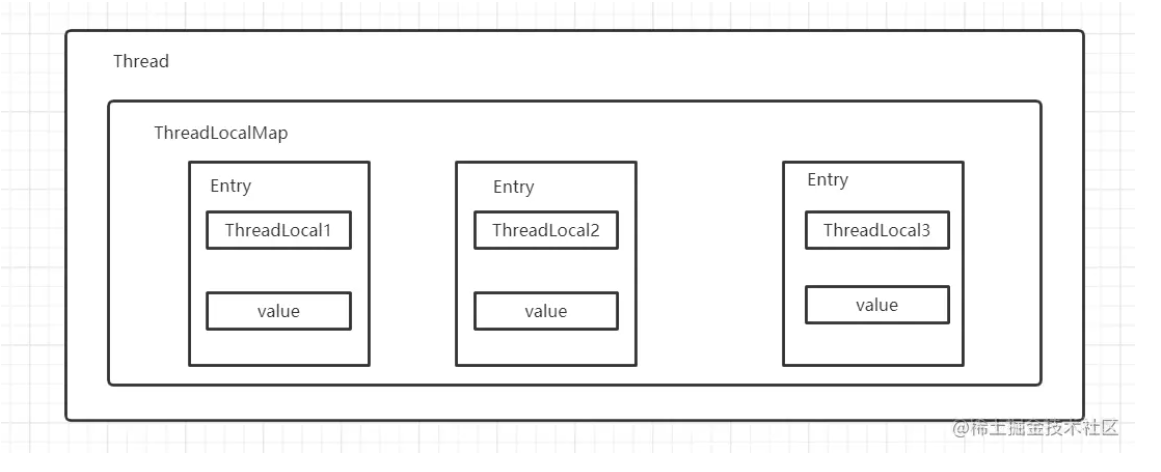 Thread
ThreadLocalMap
Entry
Entry
Entry
ThreadLocal1
ThreadLocal2
ThreadLocal3
value
value
value
@稀土掘金技术社区